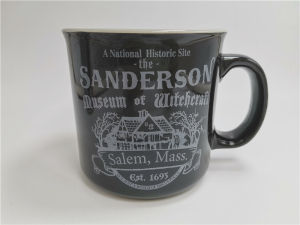 A National Historic Site
- the -
SANDERSON
Museum of Witchcraft
Salem, Mass.
Est. 1693